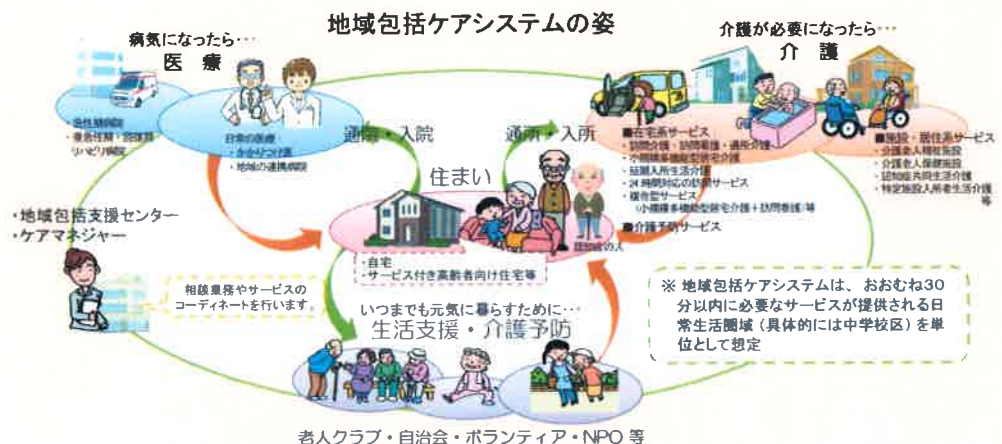 地域包括ケアシステムの姿
病気になったら…
医 療
介護が必要になったら…
介 護
・急性期病院
・亜急性期・回復期
リハビリ病院
日常の医療
・かかりつけ医
・地域の連携病院
通院・入院
通所・入所
■在宅系サービス
・訪問介護・訪問看護・通所介護
・小規模多機能型居宅介護
・短期入所生活介護
・24時間対応の訪問サービス
・複合型サービス
(小規模多機能型居宅介護+訪問看護)等
■介護予防サービス
■施設・居住系サービス
・介護老人福祉施設
・介護老人保健施設
・認知症共同生活介護
・特定施設入所者生活介護
等
住まい
認知症の人
・自宅
・サービス付き高齢者向け住宅等
・地域包括支援センター
・ケアマネジャー
相談業務やサービスの
コーディネートを行います。
いつまでも元気に暮らすために…
生活支援・介護予防
※ 地域包括ケアシステムは、おおむね30
分以内に必要なサービスが提供される日
常生活圏域(具体的には中学校区)を単
位として想定
老人クラブ・自治会・ボランティア・NPO 等